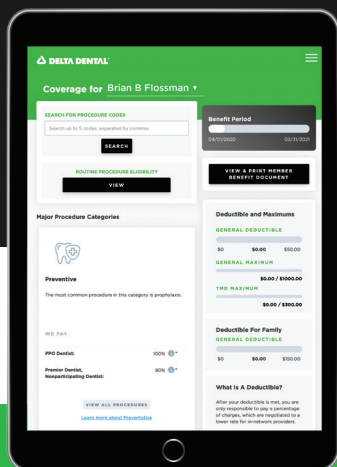 DELTA DENTAL
Coverage for Brian B Flossman
SEARCH FOR PROCEDURE CODES
Search up to 5 codes, separated by commas
SEARCH
ROUTINE PROCEDURE ELIGIBILITY
VIEW
Major Procedure Categories
Preventive
The most common procedure in this category is prophylaxis.
WE PAY
PPO Dentist: 100%
Premier Dentist,
Nonparticipating Dentist: 80%
VIEW ALL PROCEDURES
Learn more about Preventative
Benefit Period
04/01/2020 03/31/2021
VIEW & PRINT MEMBER
BENEFIT DOCUMENT
Deductible and Maximums
GENERAL DEDUCTIBLE
$0 $0.00 $50.00
GENERAL MAXIMUM
$0.00 / $1000.00
TMD MAXIMUM
$0.00 / $300.00
Deductible For Family
GENERAL DEDUCTIBLE
$0 $0.00 $150.00
What Is A Deductible?
After your deductible is met, you are
only responsible to pay a percentage
of charges, which are negotiated to a
lower rate for in-network providers.